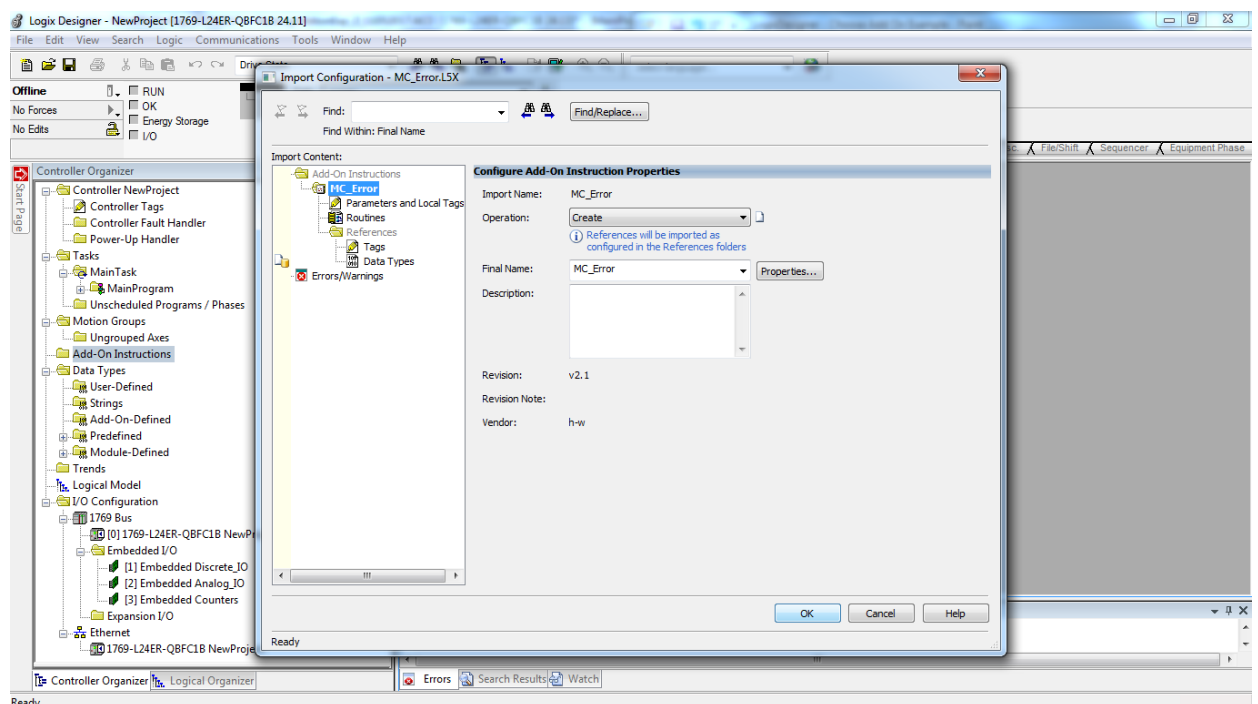 Logix Designer - NewProject [1769-L24ER-QBFC1B 24.11]
File Edit View Search Logic Communications Tools Window Help
Offline
RUN
No Forces
OK
Energy Storage
No Edits
I/O
File/Shift Sequencer Equipment Phase
Start Page
Controller Organizer
Controller NewProject
Controller Tags
Controller Fault Handler
Power-Up Handler
Tasks
MainTask
MainProgram
Unscheduled Programs / Phases
Motion Groups
Ungrouped Axes
Add-On Instructions
Data Types
User-Defined
Strings
Add-On-Defined
Predefined
Module-Defined
Trends
Logical Model
I/O Configuration
1769 Bus
[0] 1769-L24ER-QBFC1B NewPr
Embedded I/O
[1] Embedded Discrete_IO
[2] Embedded Analog_IO
[3] Embedded Counters
Expansion I/O
Ethernet
1769-L24ER-QBFC1B NewProje
Controller Organizer Logical Organizer
Import Configuration - MC_Error.L5X
Find: Find/Replace...
Find Within: Final Name
Import Content:
Add-On Instructions
MC_Error
Parameters and Local Tags
Routines
References
Tags
Data Types
Errors/Warnings
Configure Add-On Instruction Properties
Import Name: MC_Error
Operation: Create
References will be imported as
configured in the References folders
Final Name: MC_Error Properties...
Description:
Revision: v2.1
Revision Note:
Vendor: h-w
OK Cancel Help
Ready
Errors Search Results Watch
Ready